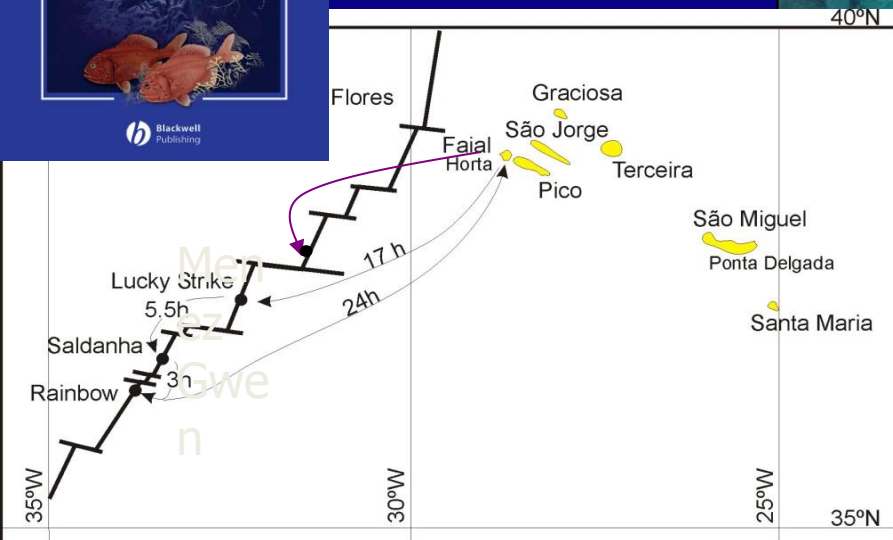 40ºN
Blackwell
Publishing
Flores
Graciosa
São Jorge
Faial
Horta
Terceira
Pico
São Miguel
Ponta Delgada
Santa Maria
17 h
24h
Men
ez
Gwe
n
Lucky Strike
5.5h
Saldanha
3h
Rainbow
35ºW
30ºW
25ºW
35ºN